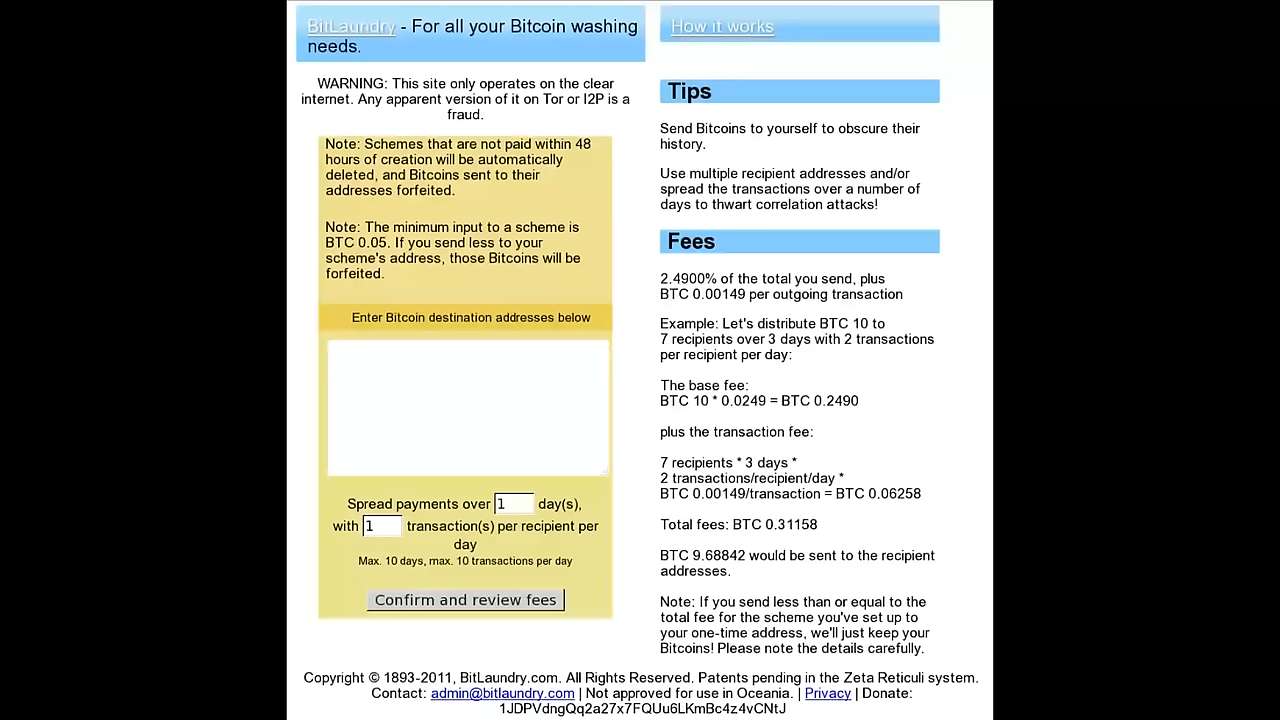 BitLaundry - For all your Bitcoin washing
needs.
WARNING: This site only operates on the clear
internet. Any apparent version of it on Tor or I2P is a
fraud.
Note: Schemes that are not paid within 48
hours of creation will be automatically
deleted, and Bitcoins sent to their
addresses forfeited.
Note: The minimum input to a scheme is
BTC 0.05. If you send less to your
scheme's address, those Bitcoins will be
forfeited.
Enter Bitcoin destination addresses below
Spread payments over 1 day(s),
with 1 transaction(s) per recipient per
day
Max. 10 days, max. 10 transactions per day
Confirm and review fees
How it works
Tips
Send Bitcoins to yourself to obscure their
history.
Use multiple recipient addresses and/or
spread the transactions over a number of
days to thwart correlation attacks!
Fees
2.4900% of the total you send, plus
BTC 0.00149 per outgoing transaction
Example: Let's distribute BTC 10 to
7 recipients over 3 days with 2 transactions
per recipient per day:
The base fee:
BTC 10 * 0.0249 = BTC 0.2490
plus the transaction fee:
7 recipients * 3 days *
2 transactions/recipient/day *
BTC 0.00149/transaction = BTC 0.06258
Total fees: BTC 0.31158
BTC 9.68842 would be sent to the recipient
addresses.
Note: If you send less than or equal to the
total fee for the scheme you've set up to
your one-time address, we'll just keep your
Bitcoins! Please note the details carefully.
Copyright © 1893-2011, BitLaundry.com. All Rights Reserved. Patents pending in the Zeta Reticuli system.
Contact: admin@bitlaundry.com | Not approved for use in Oceania. | Privacy | Donate:
1JDPVdngQq2a27x7FQUu6LKmBc4z4vCNtJ